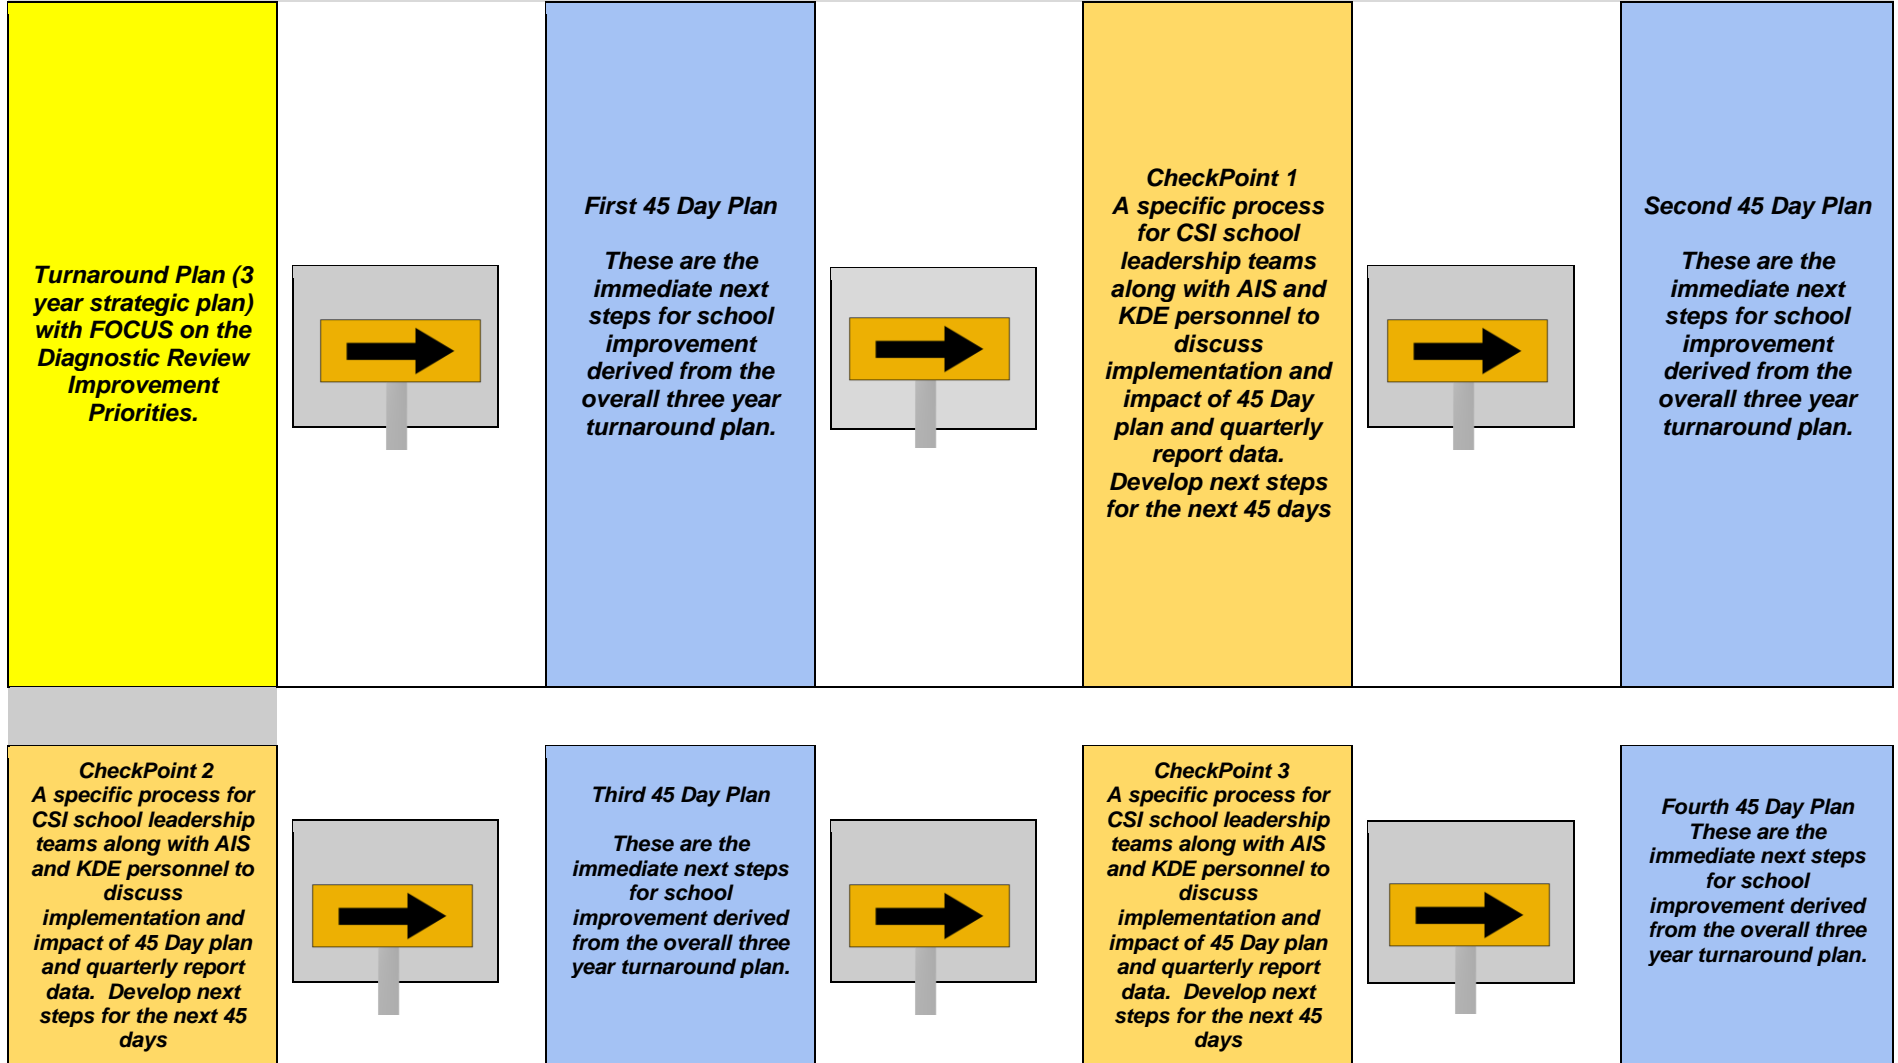 Turnaround Plan (3
year strategic plan)
with FOCUS on the
Diagnostic Review
Improvement
Priorities.
First 45 Day Plan
These are the
immediate next
steps for school
improvement
derived from the
overall three year
turnaround plan.
CheckPoint 1
A specific process
for CSI school
leadership teams
along with AIS and
KDE personnel to
discuss
implementation and
impact of 45 Day
plan and quarterly
report data.
Develop next steps
for the next 45 days
Second 45 Day Plan
These are the
immediate next
steps for school
improvement
derived from the
overall three year
turnaround plan.
CheckPoint 2
A specific process for
CSI school leadership
teams along with AIS
and KDE personnel to
discuss
implementation and
impact of 45 Day plan
and quarterly report
data.  Develop next
steps for the next 45
days
Third 45 Day Plan
These are the
immediate next steps
for school
improvement derived
from the overall three
year turnaround plan.
CheckPoint 3
A specific process for
CSI school leadership
teams along with AIS
and KDE personnel to
discuss
implementation and
impact of 45 Day plan
and quarterly report
data.  Develop next
steps for the next 45
days
Fourth 45 Day Plan
These are the
immediate next steps
for school
improvement derived
from the overall three
year turnaround plan.